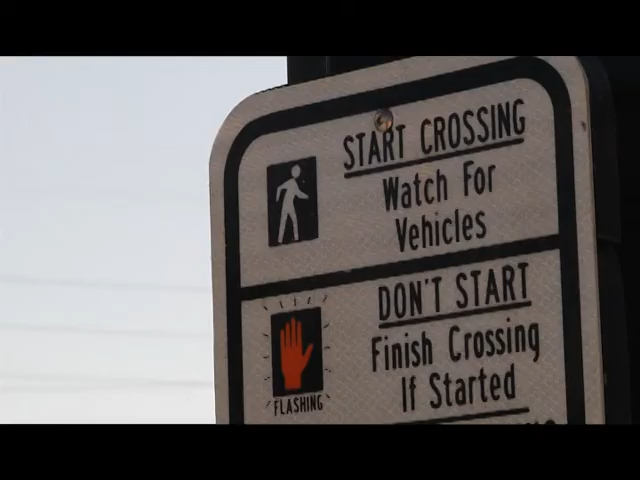 START CROSSING
Watch For
Vehicles
DON'T START
Finish Crossing
If Started
FLASHING